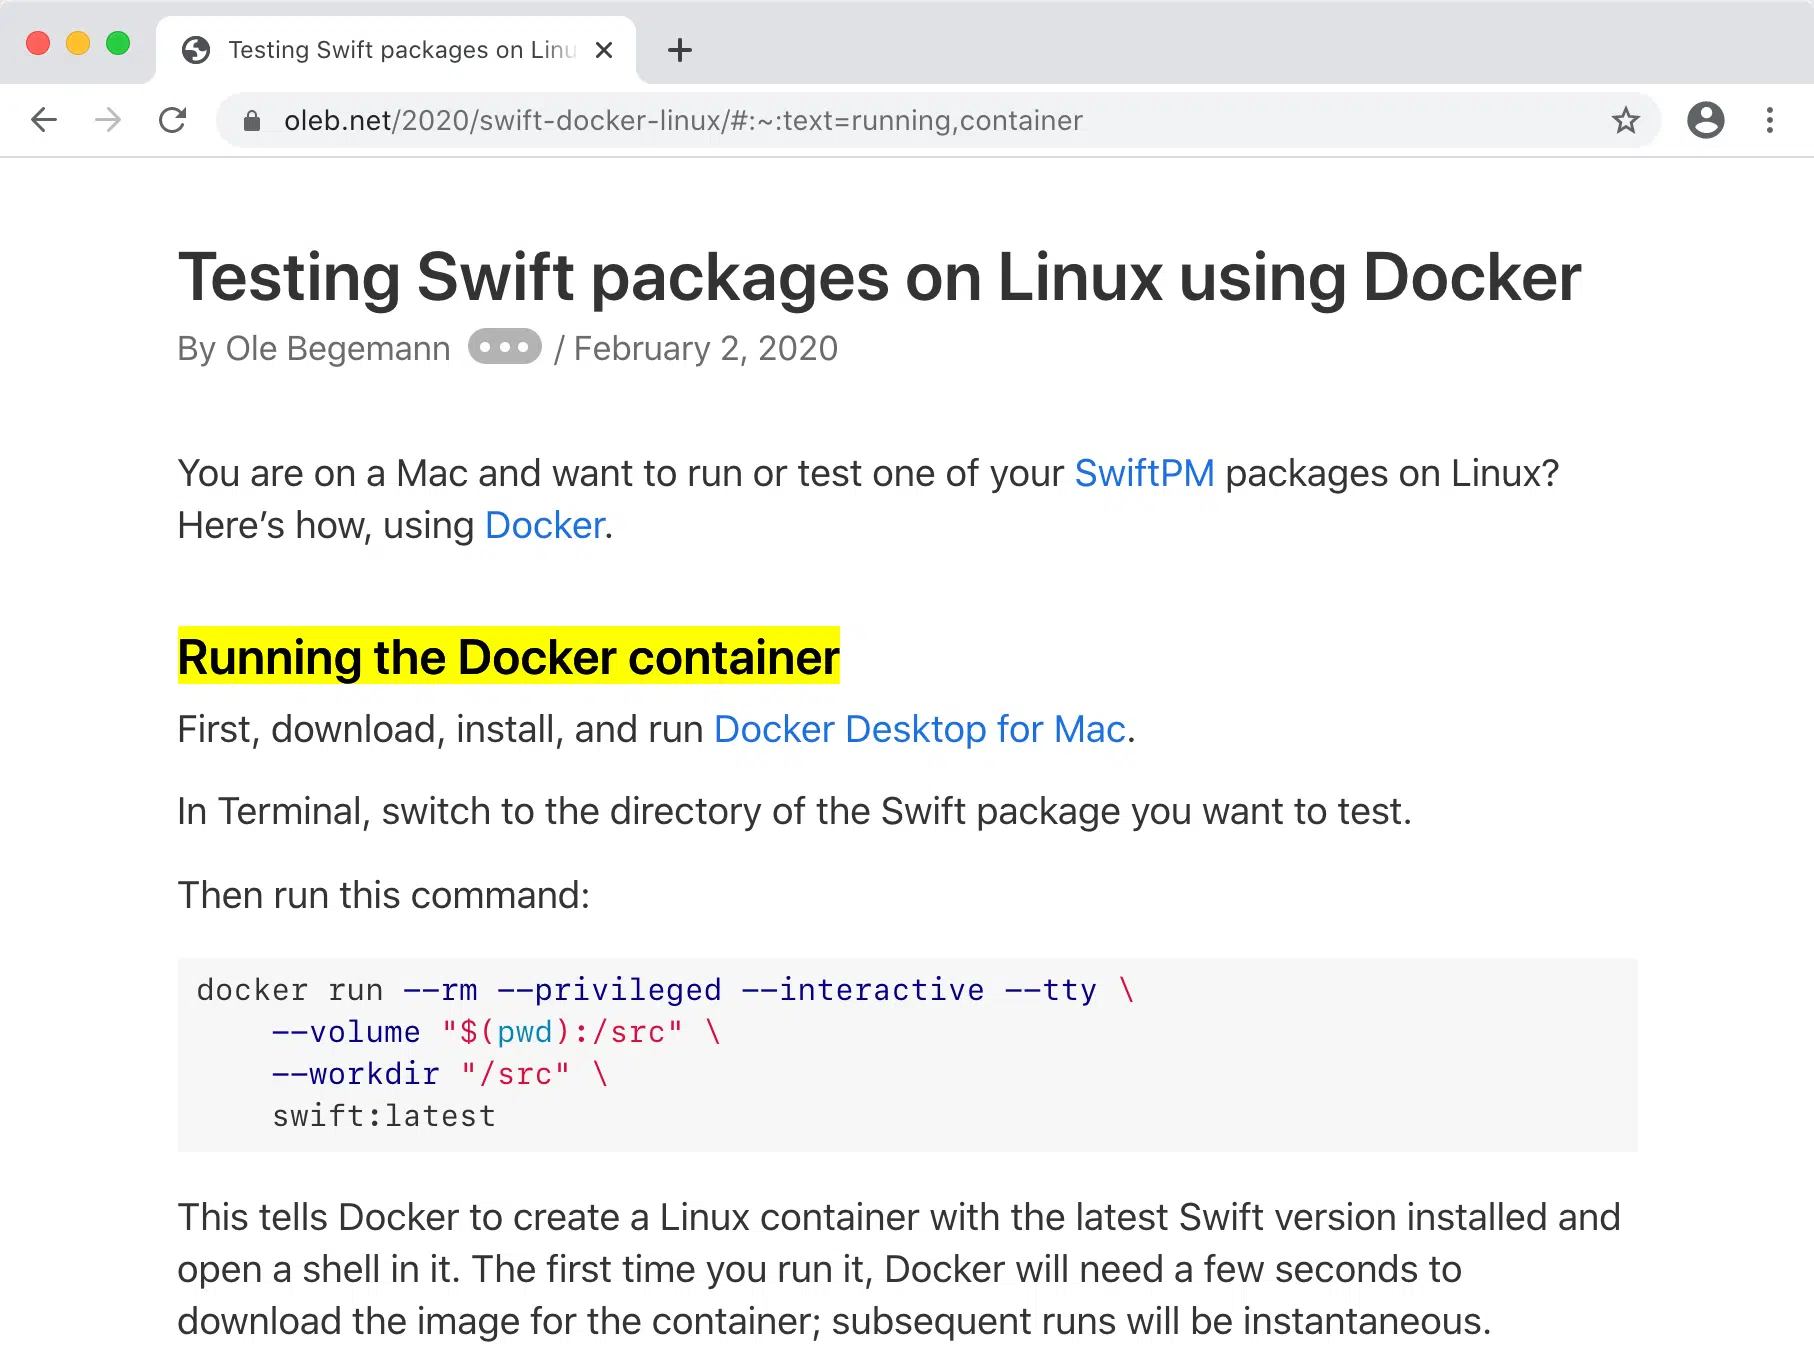 Testing Swift packages on Linu
oleb.net/2020/swift-docker-linux/#:~:text=running,container
Testing Swift packages on Linux using Docker
By Ole Begemann ••• / February 2, 2020
You are on a Mac and want to run or test one of your SwiftPM packages on Linux?
Here’s how, using Docker.
Running the Docker container
First, download, install, and run Docker Desktop for Mac.
In Terminal, switch to the directory of the Swift package you want to test.
Then run this command:
docker run --rm --privileged --interactive --tty \
    --volume "$(pwd):/src" \
    --workdir "/src" \
    swift:latest
This tells Docker to create a Linux container with the latest Swift version installed and
open a shell in it. The first time you run it, Docker will need a few seconds to
download the image for the container; subsequent runs will be instantaneous.